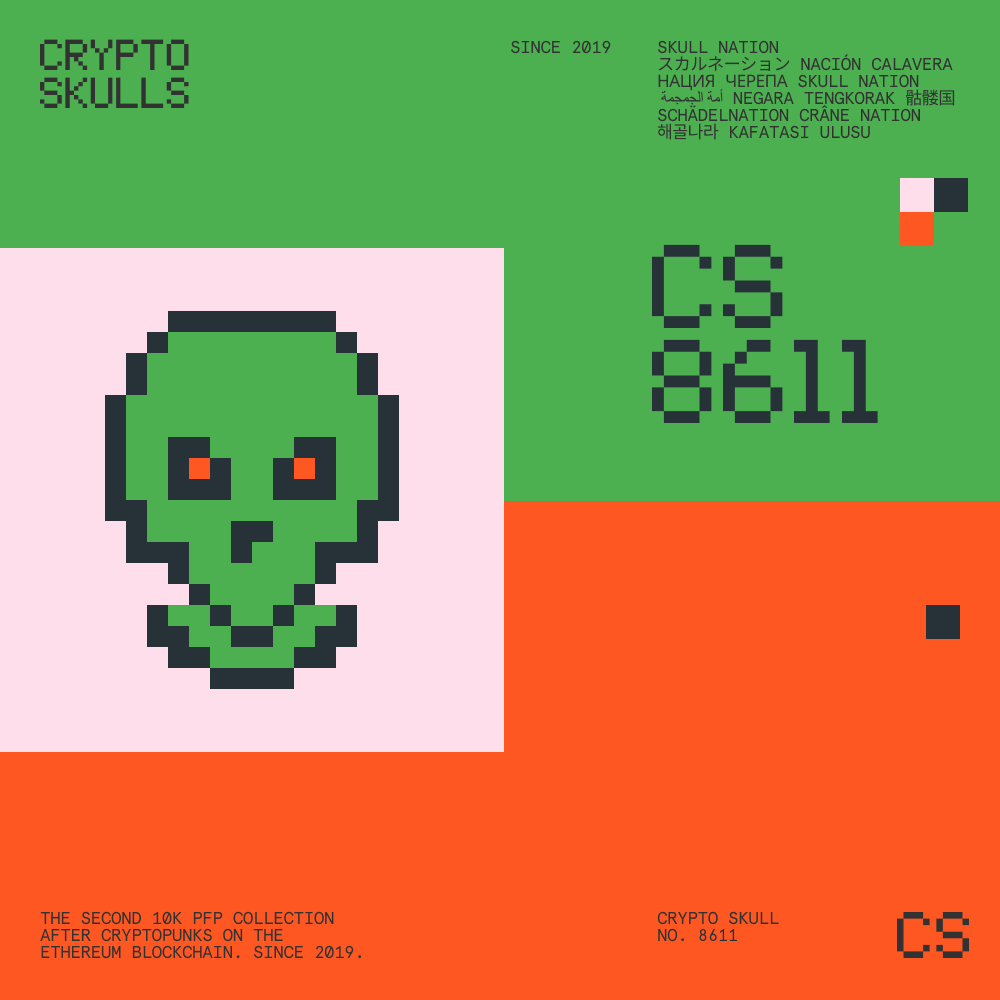 CRYPTO
SKULLS
SINCE 2019
SKULL NATION
スカルネーション NACIÓN CALAVERA
НАЦИЯ ЧЕРЕПА SKULL NATION
أمة الجمجمة NEGARA TENGKORAK 骷髅国
SCHÄDELNATION CRÂNE NATION
해골나라 KAFATASI ULUSU
CS
8611
THE SECOND 10K PFP COLLECTION
AFTER CRYPTOPUNKS ON THE
ETHEREUM BLOCKCHAIN. SINCE 2019.
CRYPTO SKULL
NO. 8611
CS